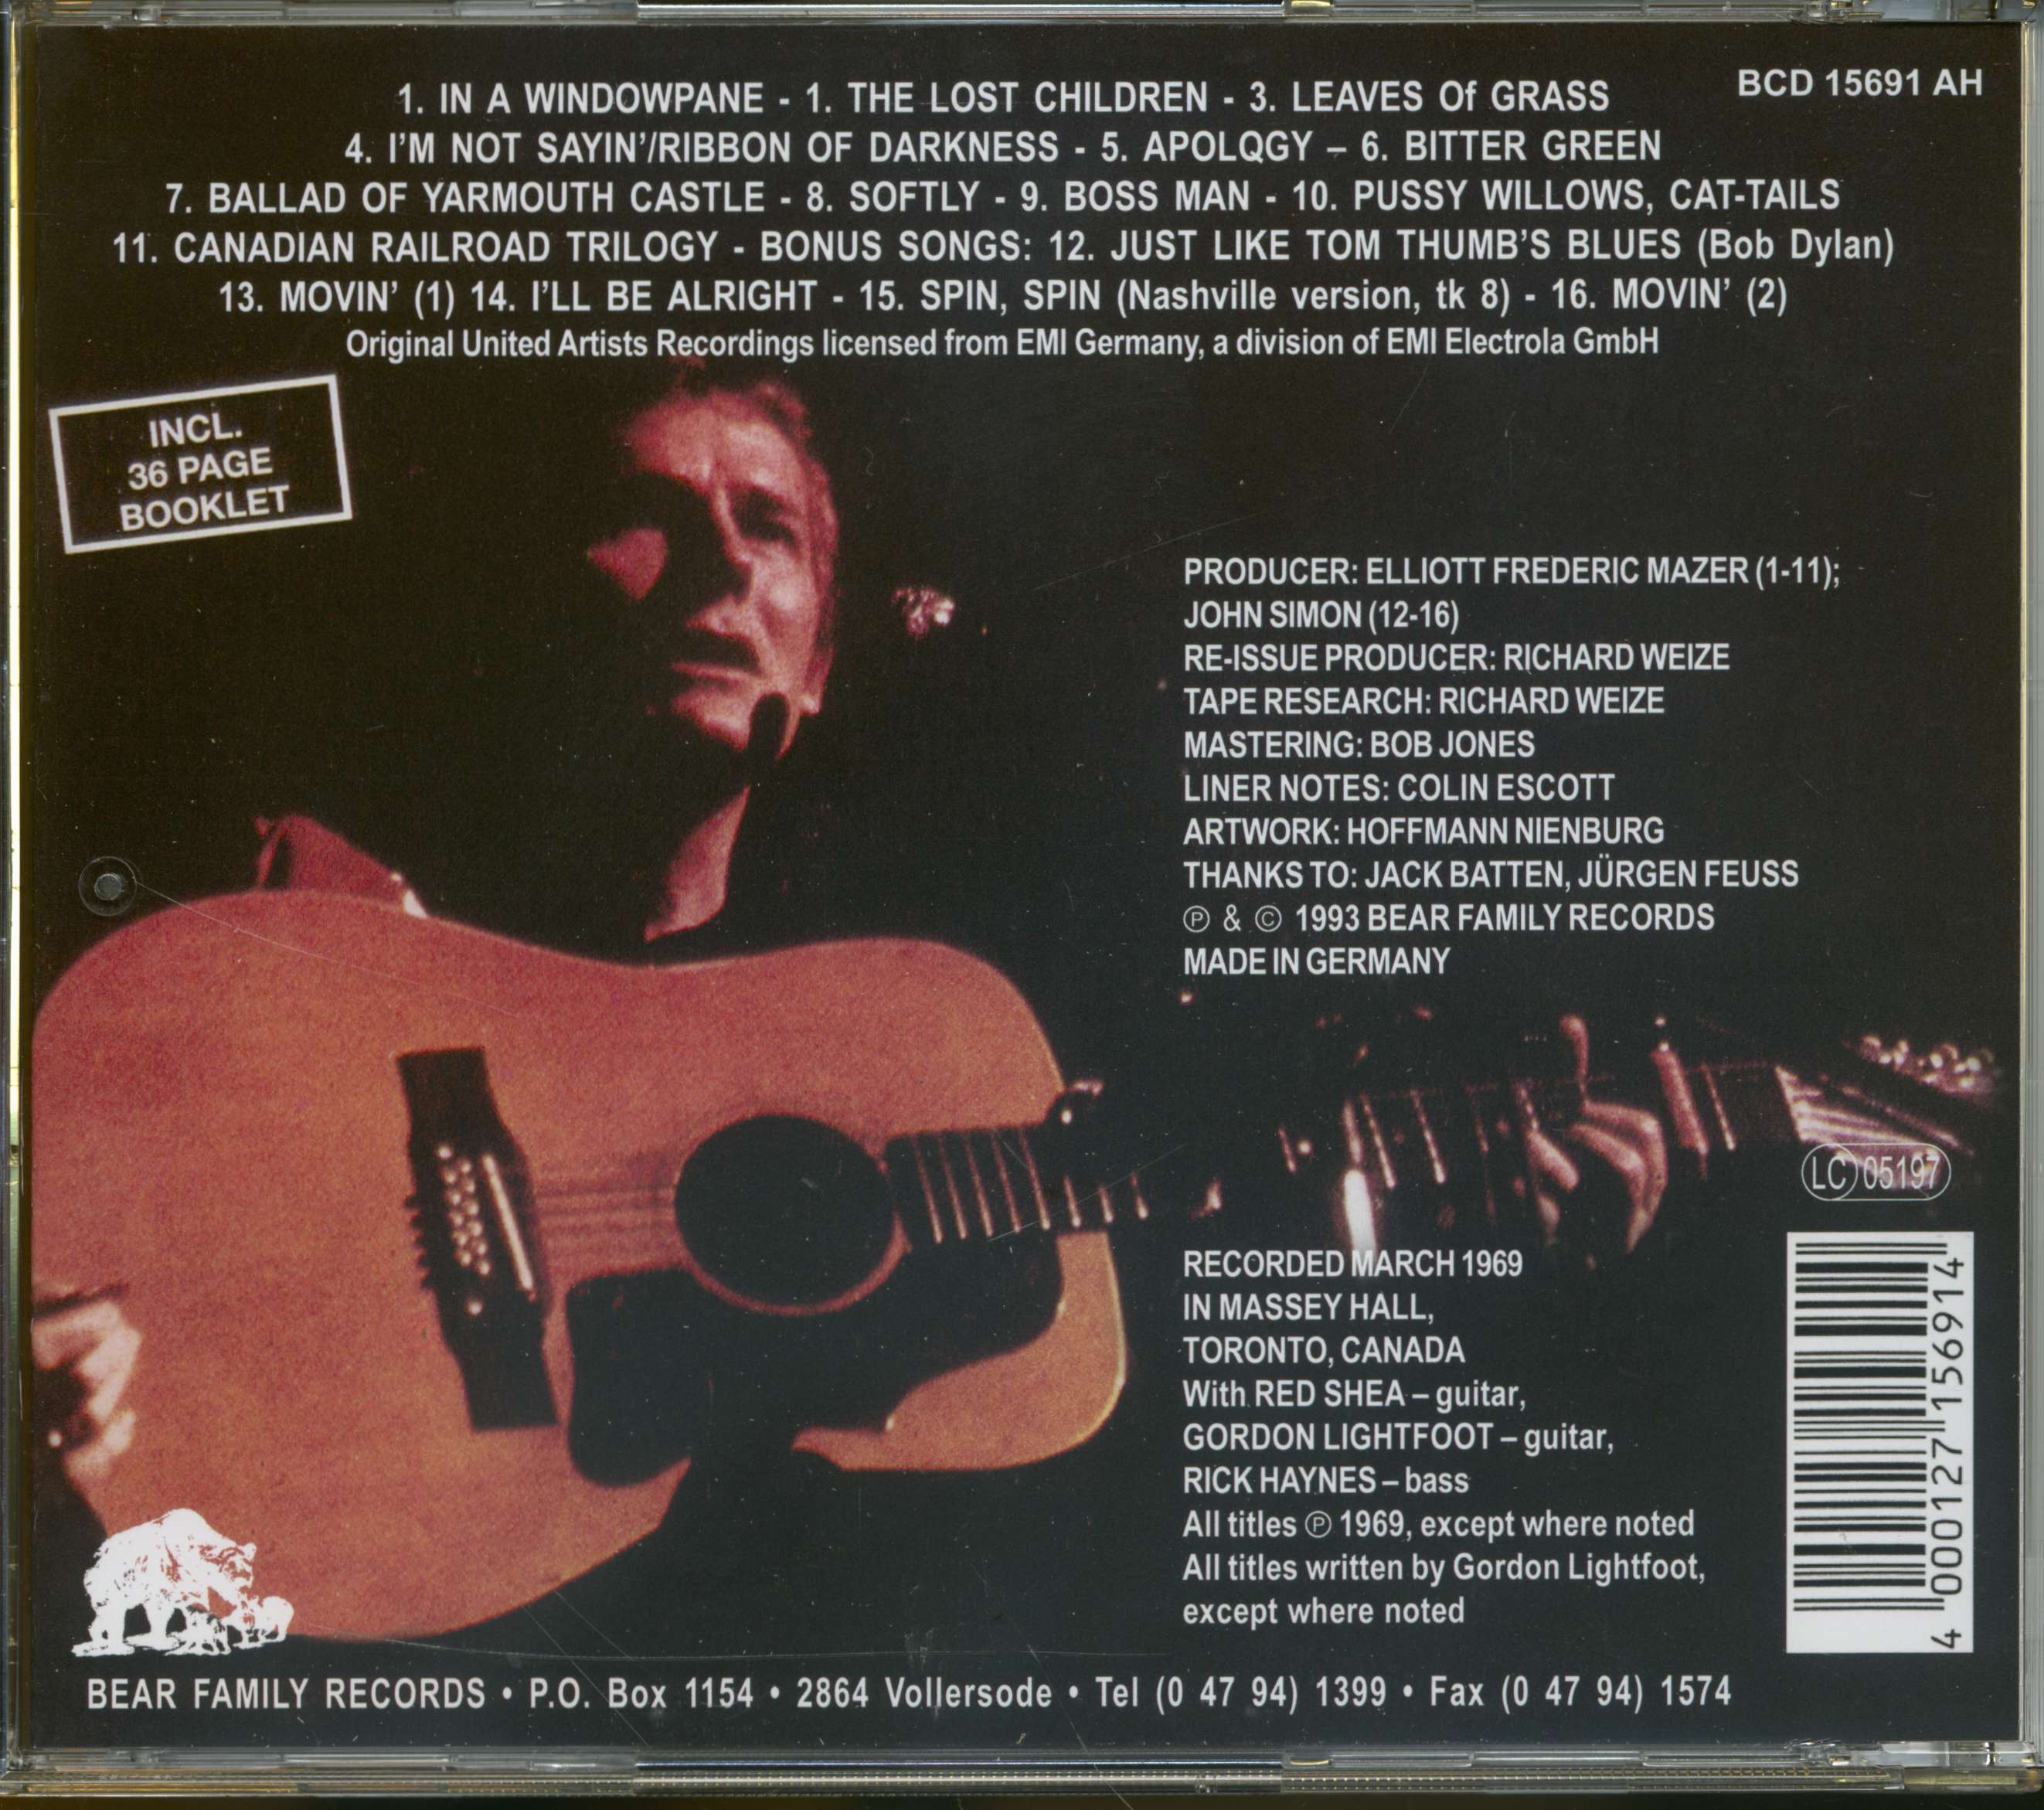 BCD 15691 AH
1. IN A WINDOWPANE - 1. THE LOST CHILDREN - 3. LEAVES Of GRASS
4. I'M NOT SAYIN'/RIBBON OF DARKNESS - 5. APOLQGY – 6. BITTER GREEN
7. BALLAD OF YARMOUTH CASTLE - 8. SOFTLY - 9. BOSS MAN - 10. PUSSY WILLOWS, CAT-TAILS
11. CANADIAN RAILROAD TRILOGY - BONUS SONGS: 12. JUST LIKE TOM THUMB'S BLUES (Bob Dylan)
13. MOVIN' (1) 14. I'LL BE ALRIGHT - 15. SPIN, SPIN (Nashville version, tk 8) - 16. MOVIN' (2)
Original United Artists Recordings licensed from EMI Germany, a division of EMI Electrola GmbH
INCL.
36 PAGE
BOOKLET
PRODUCER: ELLIOTT FREDERIC MAZER (1-11);
JOHN SIMON (12-16)
RE-ISSUE PRODUCER: RICHARD WEIZE
TAPE RESEARCH: RICHARD WEIZE
MASTERING: BOB JONES
LINER NOTES: COLIN ESCOTT
ARTWORK: HOFFMANN NIENBURG
THANKS TO: JACK BATTEN, JÜRGEN FEUSS
℗ & © 1993 BEAR FAMILY RECORDS
MADE IN GERMANY
LC 05197
RECORDED MARCH 1969
IN MASSEY HALL,
TORONTO, CANADA
With RED SHEA – guitar,
GORDON LIGHTFOOT – guitar,
RICK HAYNES – bass
All titles ℗ 1969, except where noted
All titles written by Gordon Lightfoot,
except where noted
4 000127 156914
BEAR FAMILY RECORDS • P.O. Box 1154 • 2864 Vollersode • Tel (0 47 94) 1399 • Fax (0 47 94) 1574